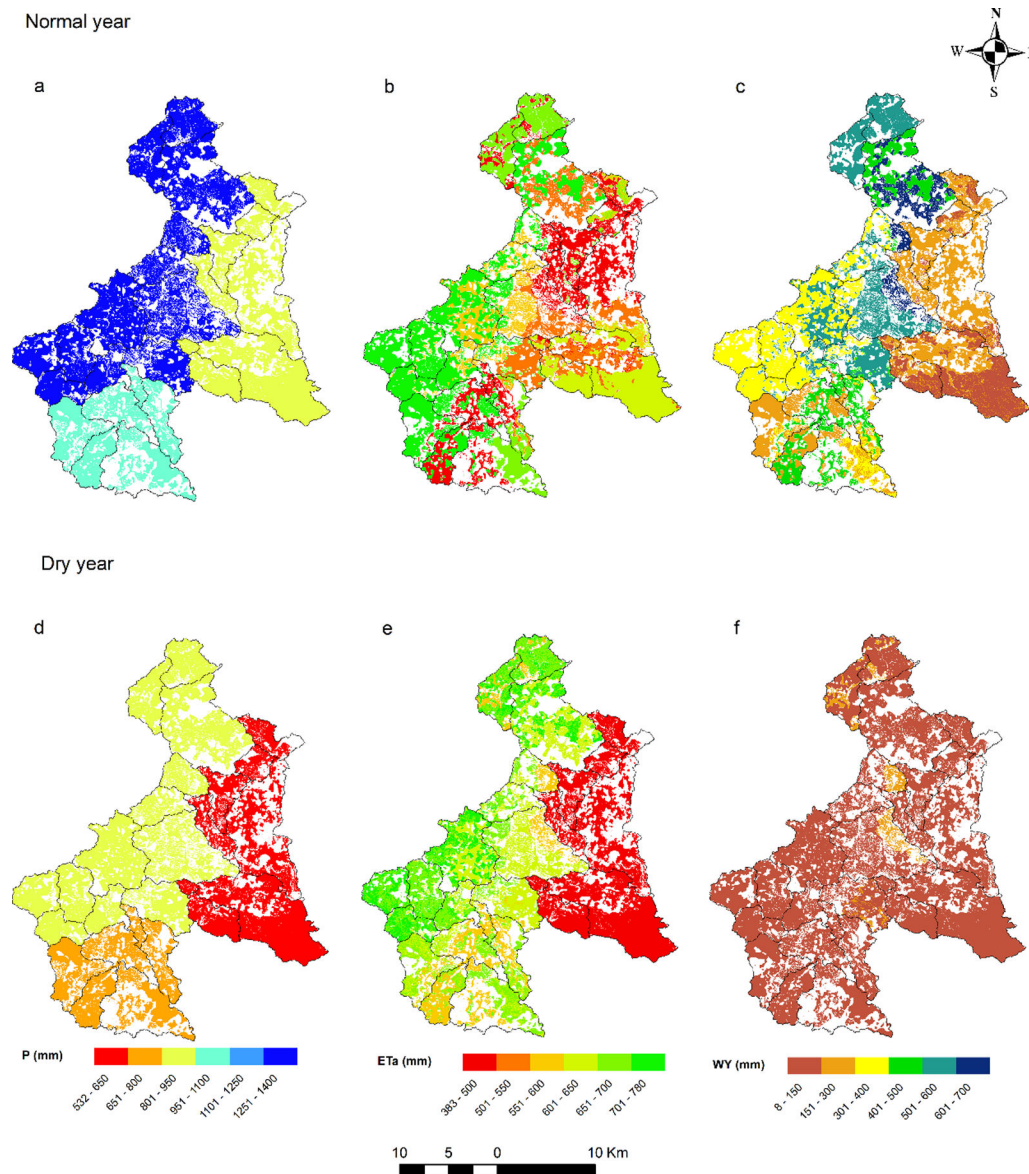 Normal year
N
W
S
a
b
c
Dry year
d
e
f
P (mm)
532 - 650
651 - 800
801 - 950
951 - 1100
1101 - 1250
1251 - 1400
ETa (mm)
383 - 500
501 - 550
551 - 600
601 - 650
651 - 700
701 - 780
WY (mm)
8 - 150
151 - 300
301 - 400
401 - 500
501 - 600
601 - 700
10 5 0 10 Km